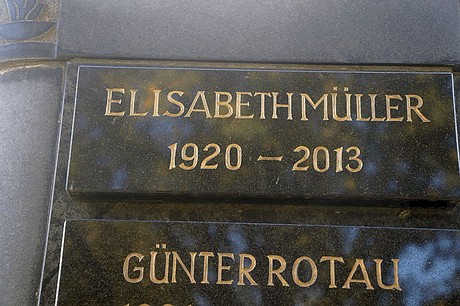 ELISABETH MÜLLER
1920 – 2013
GÜNTER ROTAU